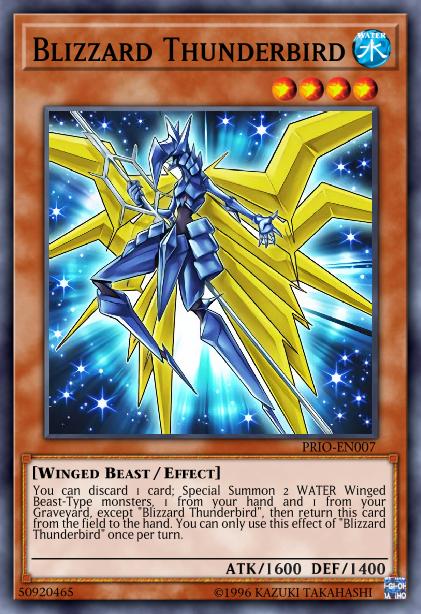 Blizzard Thunderbird
WATER
水
PRIO-EN007
[Winged Beast / Effect]
You can discard 1 card; Special Summon 2 WATER Winged
Beast-Type monsters, 1 from your hand and 1 from your
Graveyard, except "Blizzard Thunderbird", then return this card
from the field to the hand. You can only use this effect of "Blizzard
Thunderbird" once per turn.
ATK/1600 DEF/1400
50920465
©1996 KAZUKI TAKAHASHI